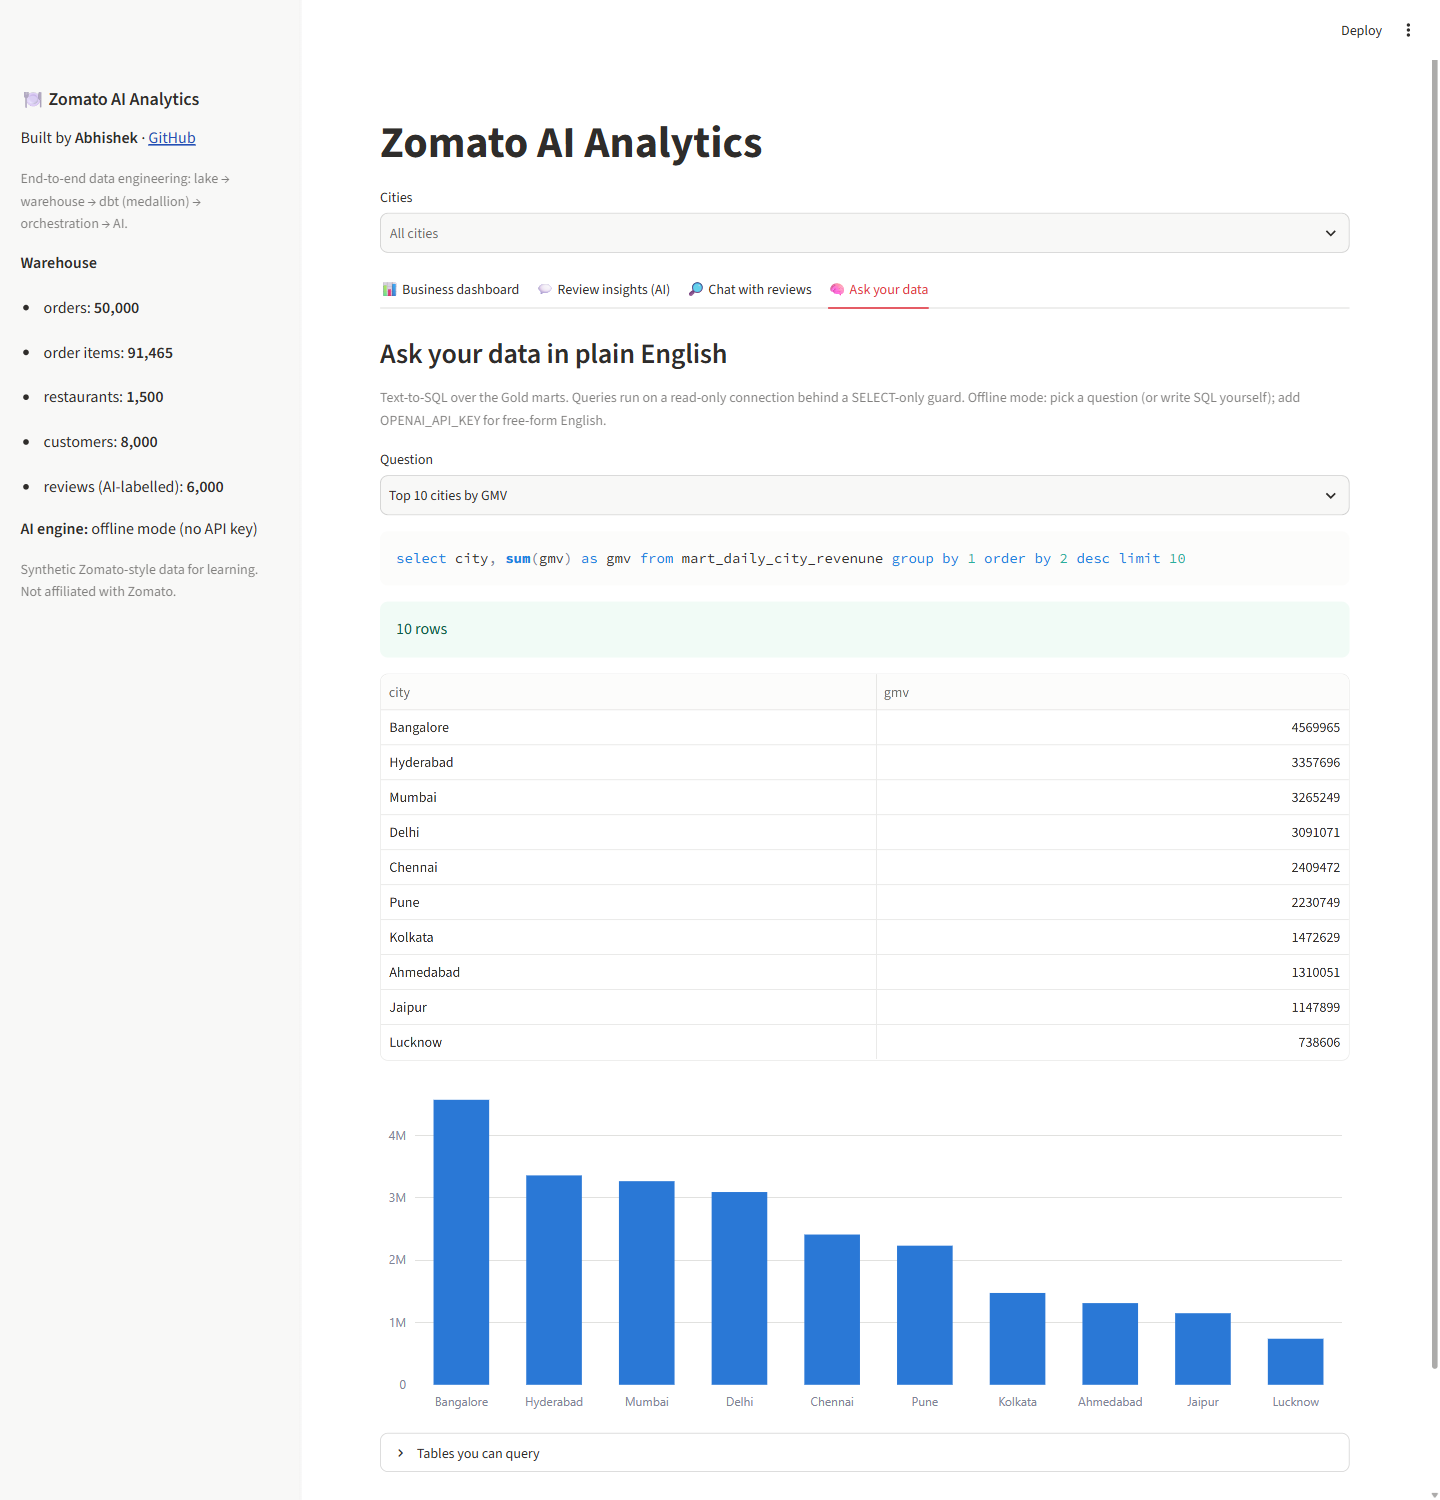 Deploy
Zomato AI Analytics
Built by Abhishek · GitHub
End-to-end data engineering: lake →
warehouse → dbt (medallion) →
orchestration → AI.
Warehouse
• orders: 50,000
• order items: 91,465
• restaurants: 1,500
• customers: 8,000
• reviews (AI-labelled): 6,000
AI engine: offline mode (no API key)
Synthetic Zomato-style data for learning.
Not affiliated with Zomato.
Zomato AI Analytics
Cities
All cities
Business dashboard Review insights (AI) Chat with reviews Ask your data
Ask your data in plain English
Text-to-SQL over the Gold marts. Queries run on a read-only connection behind a SELECT-only guard. Offline mode: pick a question (or write SQL yourself); add
OPENAI_API_KEY for free-form English.
Question
Top 10 cities by GMV
select city, sum(gmv) as gmv from mart_daily_city_revenune group by 1 order by 2 desc limit 10
10 rows
city gmv
Bangalore 4569965
Hyderabad 3357696
Mumbai 3265249
Delhi 3091071
Chennai 2409472
Pune 2230749
Kolkata 1472629
Ahmedabad 1310051
Jaipur 1147899
Lucknow 738606
4M
3M
2M
1M
0
Bangalore Hyderabad Mumbai Delhi Chennai Pune Kolkata Ahmedabad Jaipur Lucknow
Tables you can query